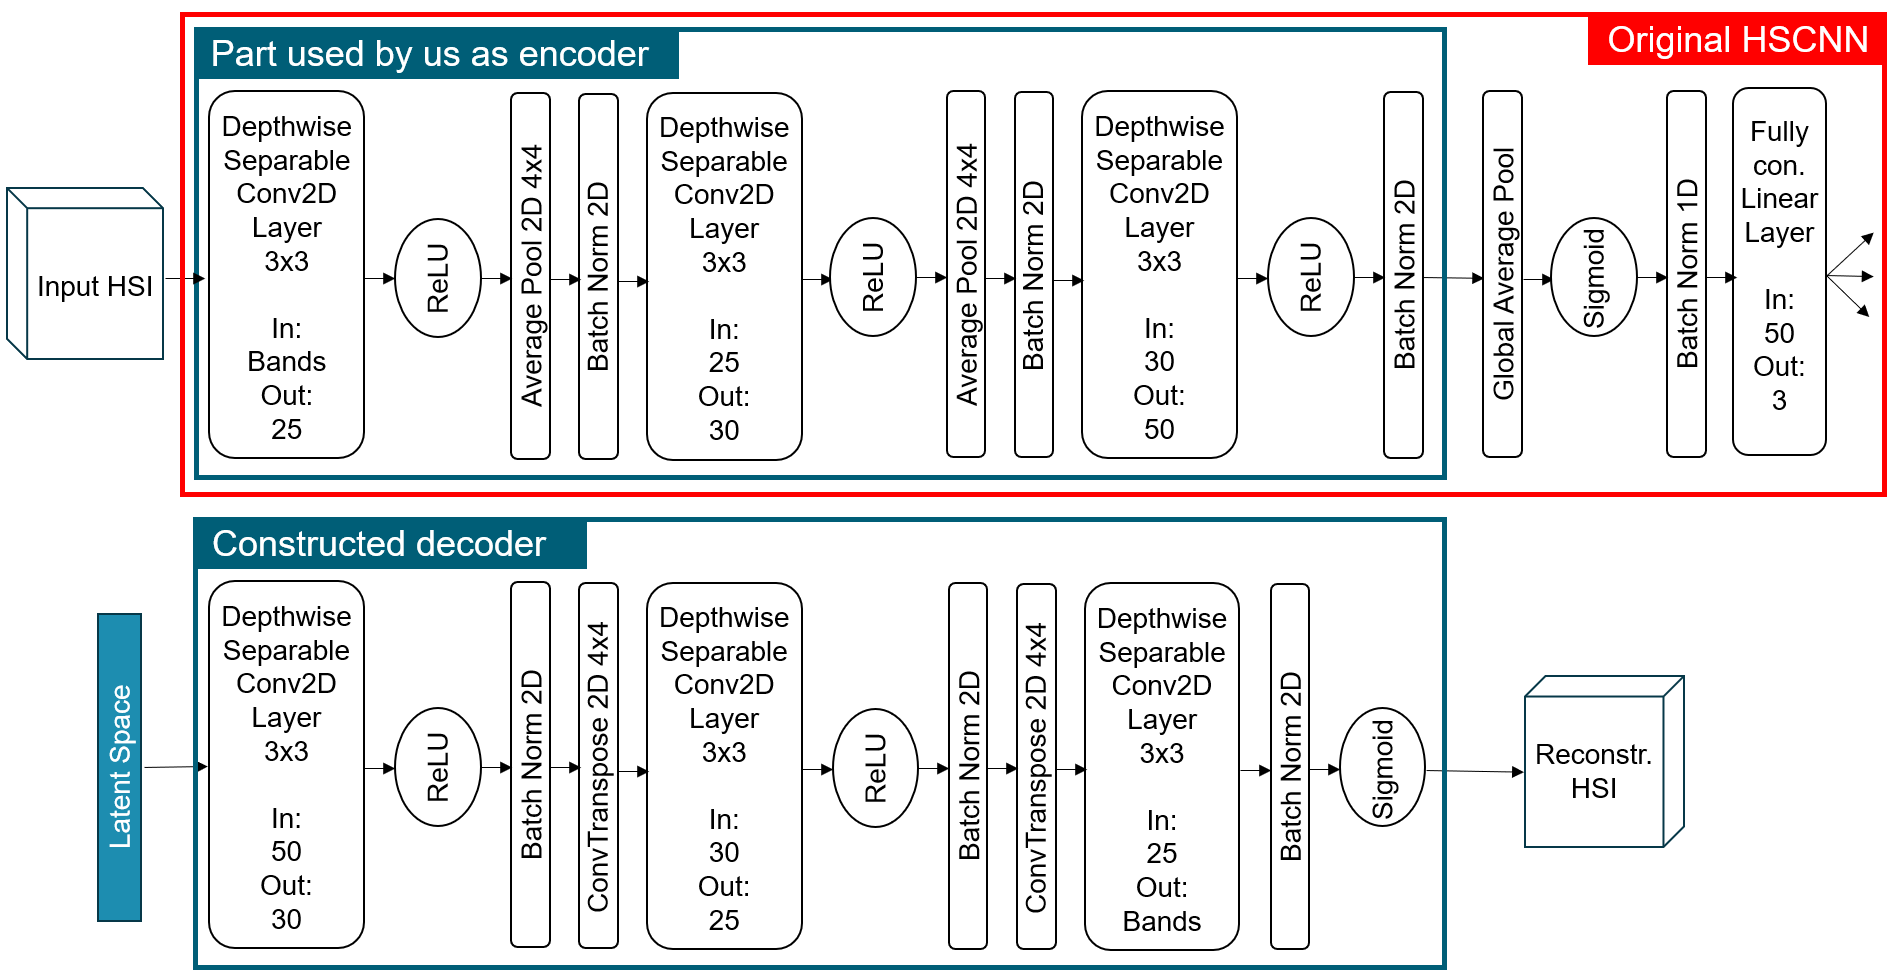 Original HSCNN
Part used by us as encoder
Input HSI
Depthwise
Separable
Conv2D
Layer
3x3
In:
Bands
Out:
25
ReLU
Average Pool 2D 4x4
Batch Norm 2D
Depthwise
Separable
Conv2D
Layer
3x3
In:
25
Out:
30
ReLU
Average Pool 2D 4x4
Batch Norm 2D
Depthwise
Separable
Conv2D
Layer
3x3
In:
30
Out:
50
ReLU
Batch Norm 2D
Global Average Pool
Sigmoid
Batch Norm 1D
Fully
con.
Linear
Layer
In:
50
Out:
3
Constructed decoder
Latent Space
Depthwise
Separable
Conv2D
Layer
3x3
In:
50
Out:
30
ReLU
Batch Norm 2D
ConvTranspose 2D 4x4
Depthwise
Separable
Conv2D
Layer
3x3
In:
30
Out:
25
ReLU
Batch Norm 2D
ConvTranspose 2D 4x4
Depthwise
Separable
Conv2D
Layer
3x3
In:
25
Out:
Bands
Batch Norm 2D
Sigmoid
Reconstr.
HSI